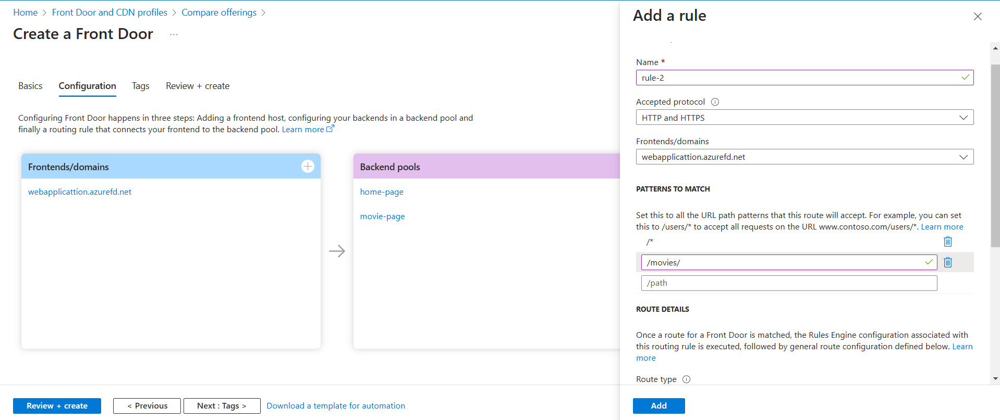 Home > Front Door and CDN profiles > Compare offerings >
Create a Front Door ...
Basics Configuration Tags Review + create
Configuring Front Door happens in three steps: Adding a frontend host, configuring your backends in a backend pool and
finally a routing rule that connects your frontend to the backend pool. Learn more
Frontends/domains
webapplicattion.azurefd.net
Backend pools
home-page
movie-page
Review + create
< Previous
Next : Tags >
Download a template for automation
Add a rule
Name *
rule-2
Accepted protocol
HTTP and HTTPS
Frontends/domains
webapplicattion.azurefd.net
PATTERNS TO MATCH
Set this to all the URL path patterns that this route will accept. For example, you can set
this to /users/* to accept all requests on the URL www.contoso.com/users/*. Learn more
/*
/movies/
/path
ROUTE DETAILS
Once a route for a Front Door is matched, the Rules Engine configuration associated with
this routing rule is executed, followed by general route configuration defined below. Learn
more
Route type
Add